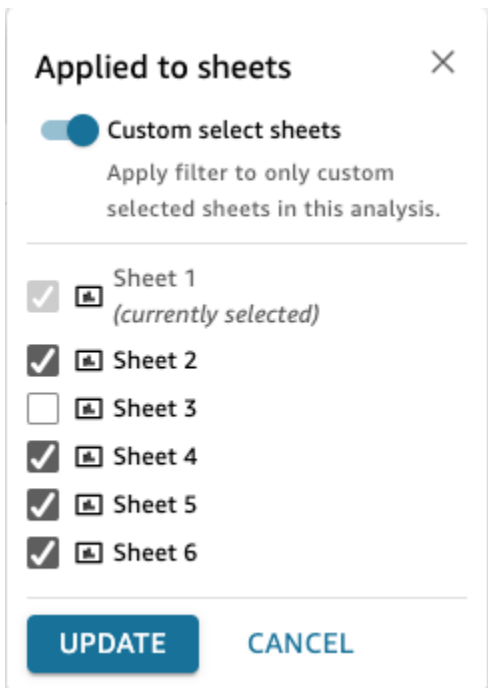 Applied to sheets
Custom select sheets
Apply filter to only custom
selected sheets in this analysis.
Sheet 1
(currently selected)
Sheet 2
Sheet 3
Sheet 4
Sheet 5
Sheet 6
UPDATE CANCEL